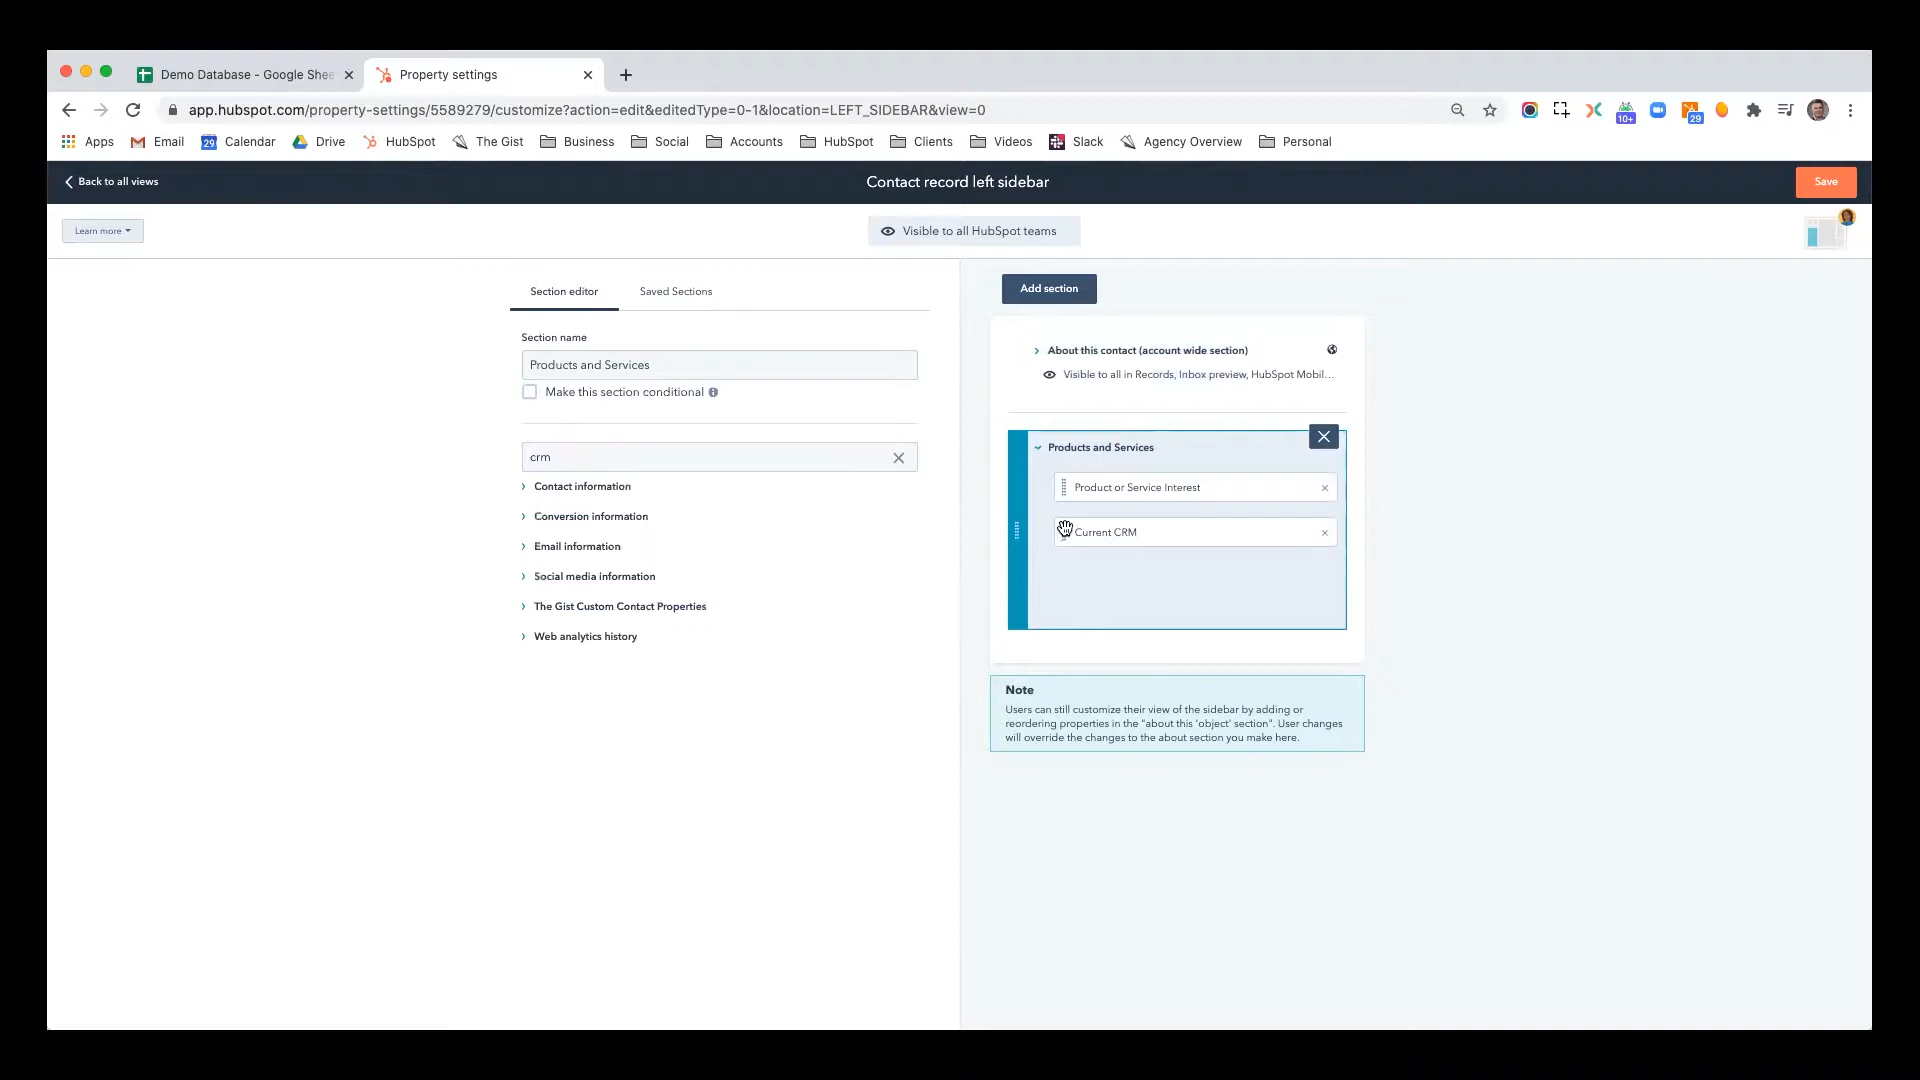 Demo Database - Google Shee
Property settings
app.hubspot.com/property-settings/5589279/customize?action=edit&editedType=0-1&location=LEFT_SIDEBAR&view=0
10+
29
Apps
Email
29
Calendar
Drive
HubSpot
The Gist
Business
Social
Accounts
HubSpot
Clients
Videos
Slack
Agency Overview
Personal
Back to all views
Contact record left sidebar
Save
Learn more
Visible to all HubSpot teams
Section editor
Saved Sections
Section name
Products and Services
Make this section conditional
crm
Contact information
Conversion information
Email information
Social media information
The Gist Custom Contact Properties
Web analytics history
Add section
About this contact (account wide section)
Visible to all in Records, Inbox preview, HubSpot Mobil...
Products and Services
Product or Service Interest
Current CRM
Note
Users can still customize their view of the sidebar by adding or
reordering properties in the "about this 'object' section". User changes
will override the changes to the about section you make here.